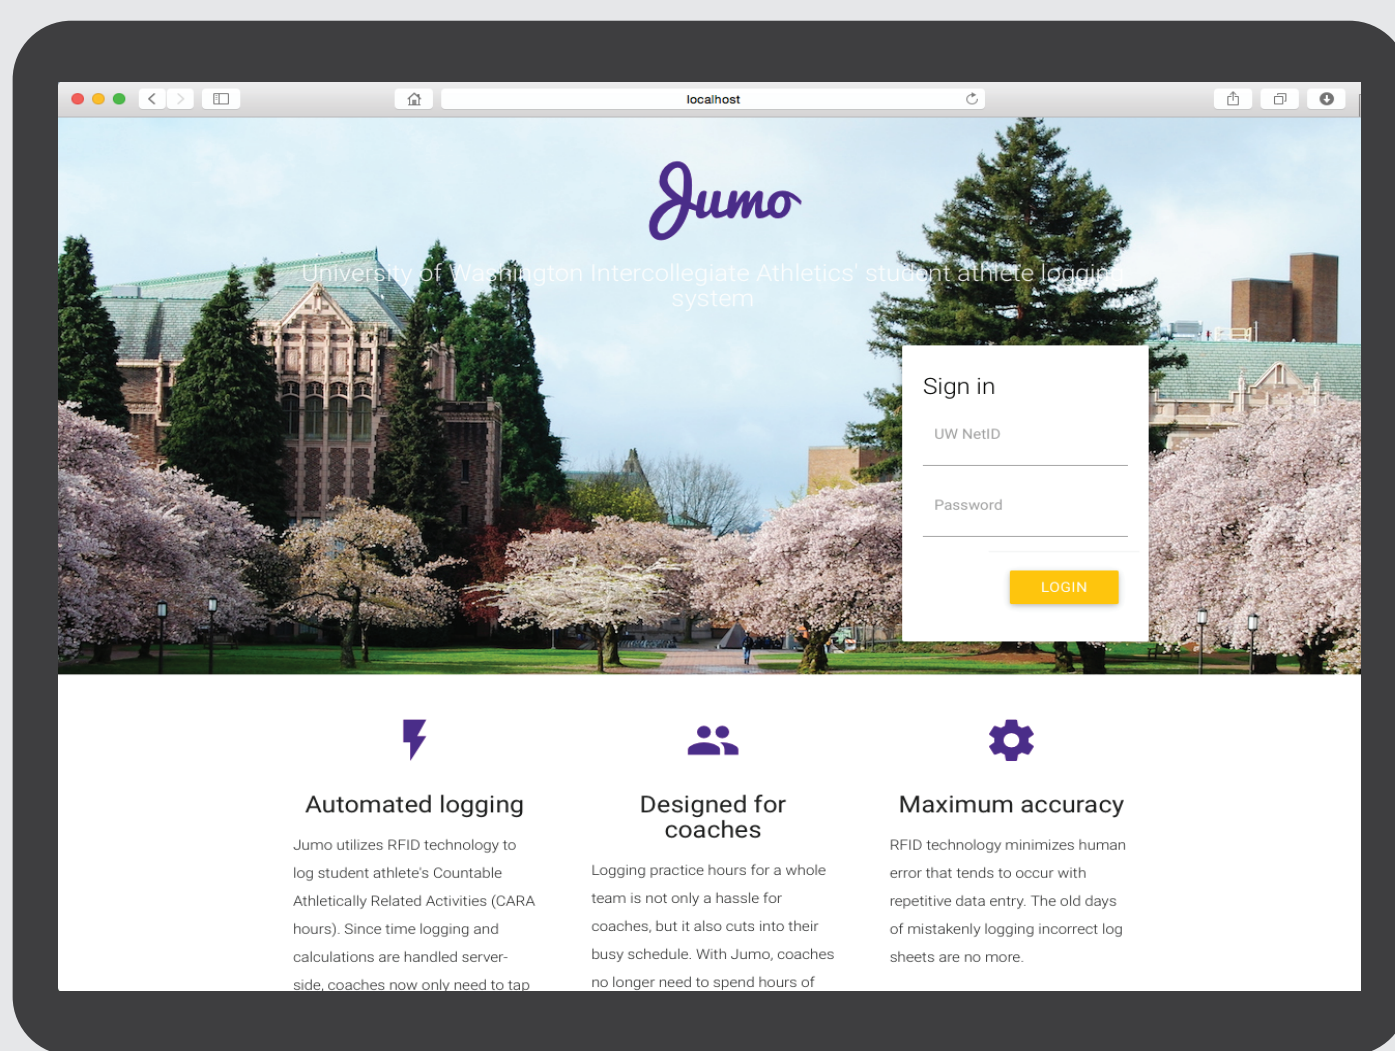 localhost
Jumo
University of Washington Intercollegiate Athletics' student athlete logging
system
Sign in
UW NetID
Password
LOGIN
Automated logging
Jumo utilizes RFID technology to
log student athlete's Countable
Athletically Related Activities (CARA
hours). Since time logging and
calculations are handled server-
side, coaches now only need to tap
Designed for
coaches
Logging practice hours for a whole
team is not only a hassle for
coaches, but it also cuts into their
busy schedule. With Jumo, coaches
no longer need to spend hours of
Maximum accuracy
RFID technology minimizes human
error that tends to occur with
repetitive data entry. The old days
of mistakenly logging incorrect log
sheets are no more.